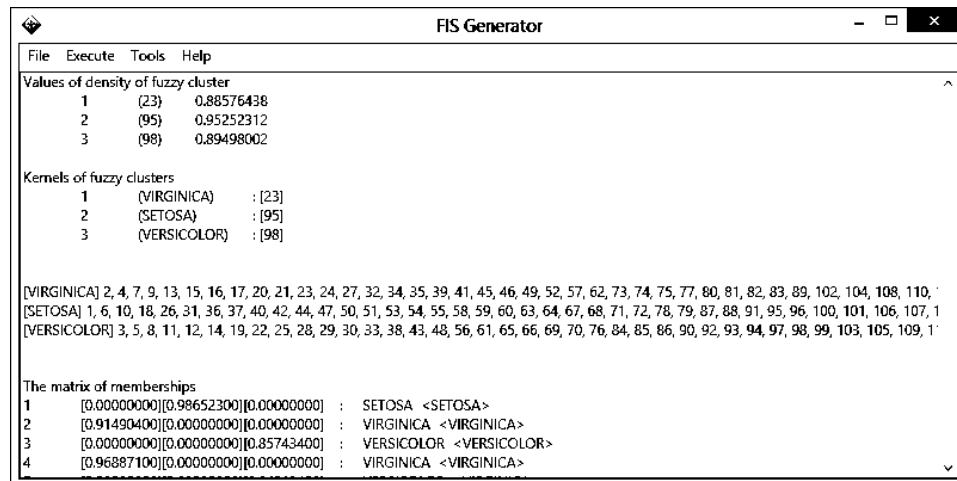 FIS Generator
File Execute Tools Help
Values of density of fuzzy cluster
1 (23) 0.88576438
2 (95) 0.95252312
3 (98) 0.89498002
Kernels of fuzzy clusters
1 (VIRGINICA) : [23]
2 (SETOSA) : [95]
3 (VERSICOLOR) : [98]
[VIRGINICA] 2, 4, 7, 9, 13, 15, 16, 17, 20, 21, 23, 24, 27, 32, 34, 35, 39, 41, 45, 46, 49, 52, 57, 62, 73, 74, 75, 77, 80, 81, 82, 83, 89, 102, 104, 108, 110,
[SETOSA] 1, 6, 10, 18, 26, 31, 36, 37, 40, 42, 44, 47, 50, 51, 53, 54, 55, 58, 59, 60, 63, 64, 67, 68, 71, 72, 78, 79, 87, 88, 91, 95, 96, 100, 101, 106, 107, 1
[VERSICOLOR] 3, 5, 8, 11, 12, 14, 19, 22, 25, 28, 29, 30, 33, 38, 43, 48, 56, 61, 65, 66, 69, 70, 76, 84, 85, 86, 90, 92, 93, 94, 97, 98, 99, 103, 105, 109, 1
The matrix of memberships
1 [0.00000000][0.98652300][0.00000000] : SETOSA <SETOSA>
2 [0.91490400][0.00000000][0.00000000] : VIRGINICA <VIRGINICA>
3 [0.00000000][0.00000000][0.85743400] : VERSICOLOR <VERSICOLOR>
4 [0.96887100][0.00000000][0.00000000] : VIRGINICA <VIRGINICA>